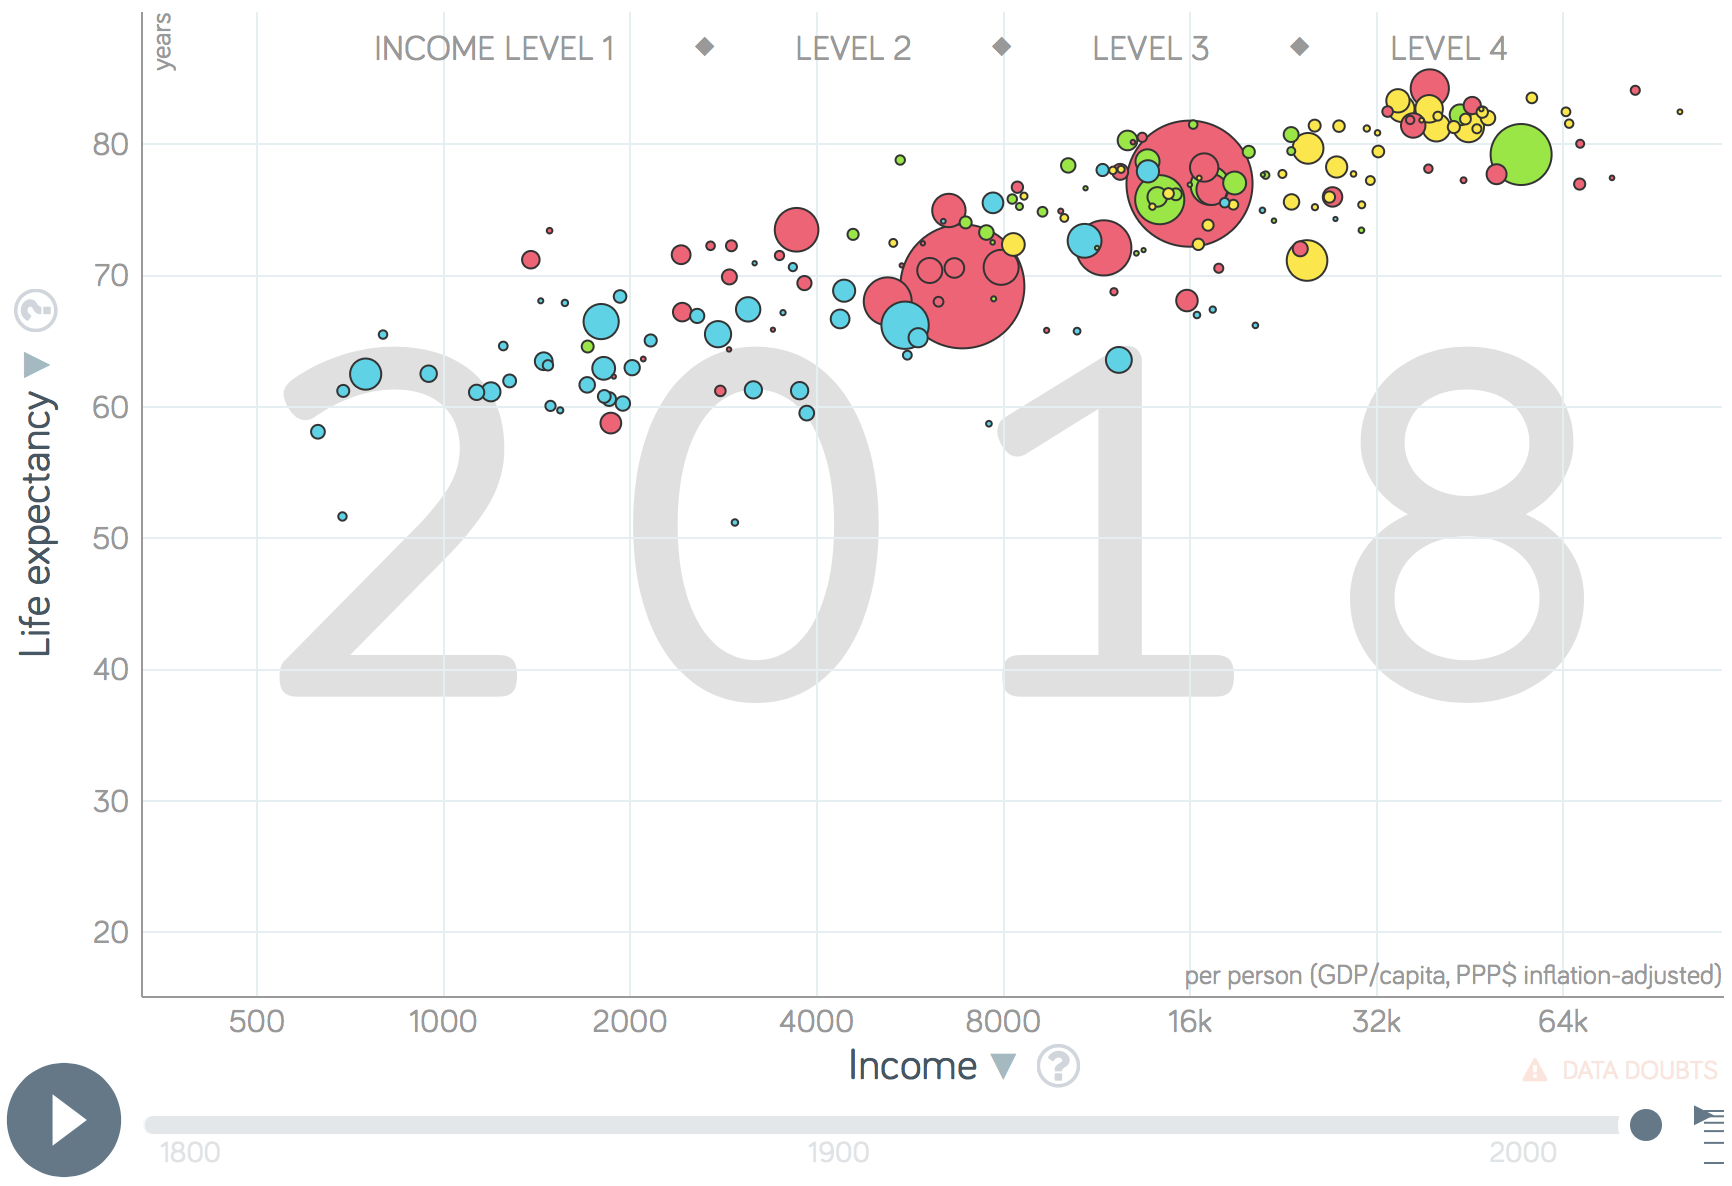 years
INCOME LEVEL 1 ◆ LEVEL 2 ◆ LEVEL 3 ◆ LEVEL 4
80
70
60
50
40
30
20
Life expectancy ▼ ?
2018
per person (GDP/capita, PPP$ inflation-adjusted)
500 1000 2000 4000 8000 16k 32k 64k
Income ▼ ?
DATA DOUBTS
1800 1900 2000